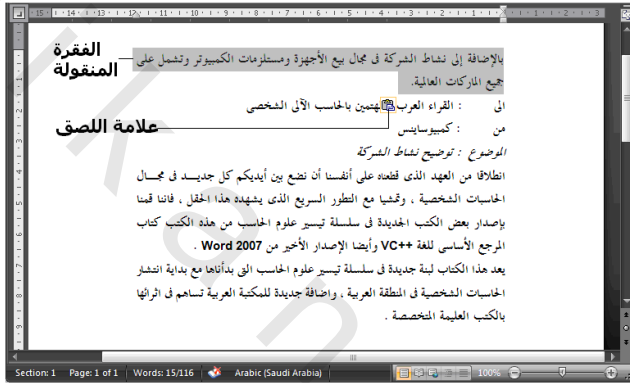 الفقرة
المنقولة
علامة اللصق
بالإضافة إلى نشاط الشركة فى مجال بيع الأجهزة ومستلزمات الكمبيوتر وتشمل على
جميع الماركات العالمية.
الى : القراء العرب المهتمين بالحاسب الآلى الشخصى
من : كمبيوساينس
الموضوع : توضيح نشاط الشركة
انطلاقا من العهد الذى قطعناه على أنفسنا أن نضع بين أيديكم كل جديــد فى مجــال
الحاسبات الشخصية ، وتمشيا مع التطور السريع الذى يشهده هذا الحقل ، فاننا قمنا
بإصدار بعض الكتب الجديدة فى سلسلة تيسير علوم الحاسب من هذه الكتب كتاب
المرجع الأساسى للغة VC++ وأيضا الإصدار الأخير من Word 2007 .
يعد هذا الكتاب لبنة جديدة فى سلسلة تيسير علوم الحاسب التى بدأناها مع بداية انتشار
الحاسبات الشخصية فى المنطقة العربية ، واضافة جديدة للمكتبة العربية تساهم فى اثرائها
بالكتب العليمة المتخصصة .
Section: 1 Page: 1 of 1 Words: 15/116 Arabic (Saudi Arabia) 100%